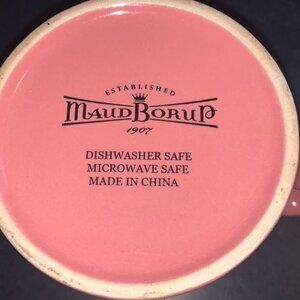 ESTABLISHED
MAUD BORUP
1907
DISHWASHER SAFE
MICROWAVE SAFE
MADE IN CHINA